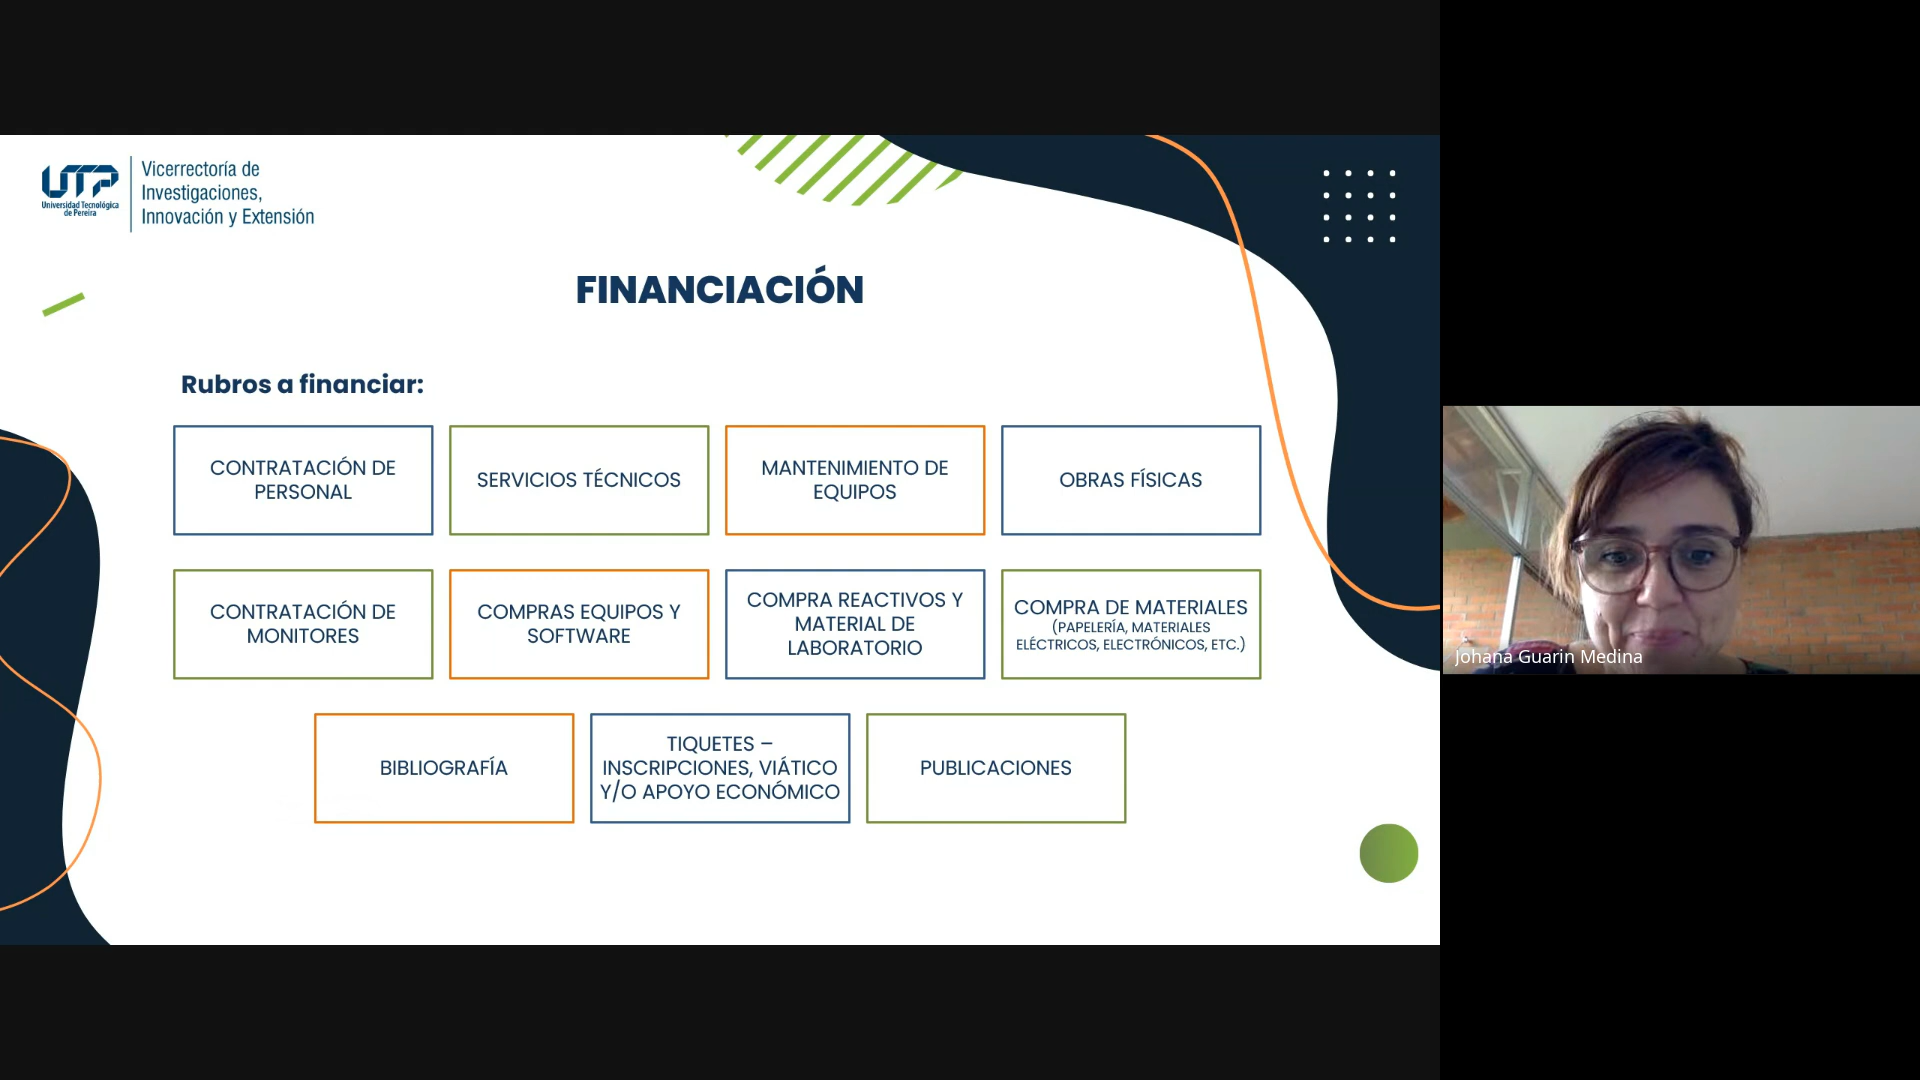 UTP
Universidad Tecnológica
de Pereira
Vicerrectoría de
Investigaciones,
Innovación y Extensión
FINANCIACIÓN
Rubros a financiar:
CONTRATACIÓN DE
PERSONAL
SERVICIOS TÉCNICOS
MANTENIMIENTO DE
EQUIPOS
OBRAS FÍSICAS
CONTRATACIÓN DE
MONITORES
COMPRAS EQUIPOS Y
SOFTWARE
COMPRA REACTIVOS Y
MATERIAL DE
LABORATORIO
COMPRA DE MATERIALES
(PAPELERÍA, MATERIALES
ELÉCTRICOS, ELECTRÓNICOS, ETC.)
BIBLIOGRAFÍA
TIQUETES –
INSCRIPCIONES, VIÁTICO
Y/O APOYO ECONÓMICO
PUBLICACIONES
Johana Guarin Medina